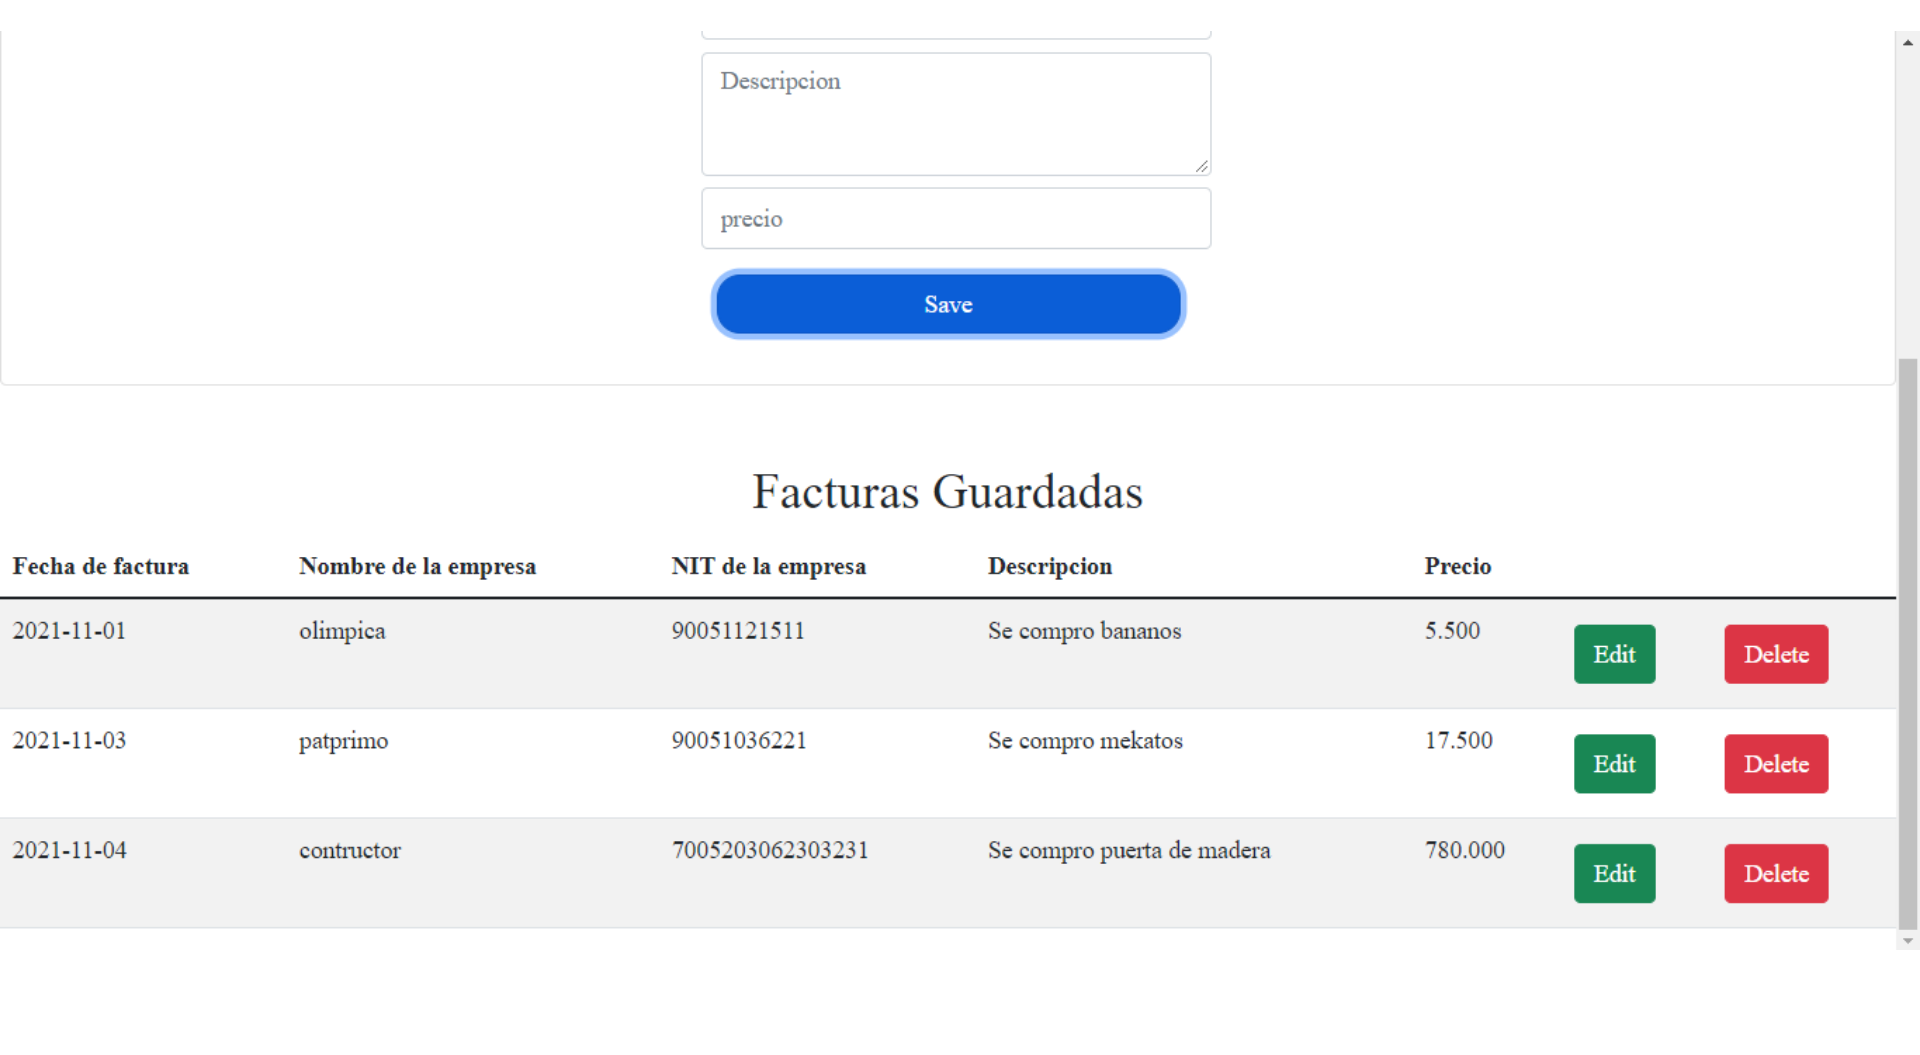 Descripcion
precio
Save
Facturas Guardadas
Fecha de factura Nombre de la empresa NIT de la empresa Descripcion Precio
2021-11-01 olimpica 90051121511 Se compro bananos 5.500 Edit Delete
2021-11-03 patprimo 90051036221 Se compro mekatos 17.500 Edit Delete
2021-11-04 contructor 7005203062303231 Se compro puerta de madera 780.000 Edit Delete